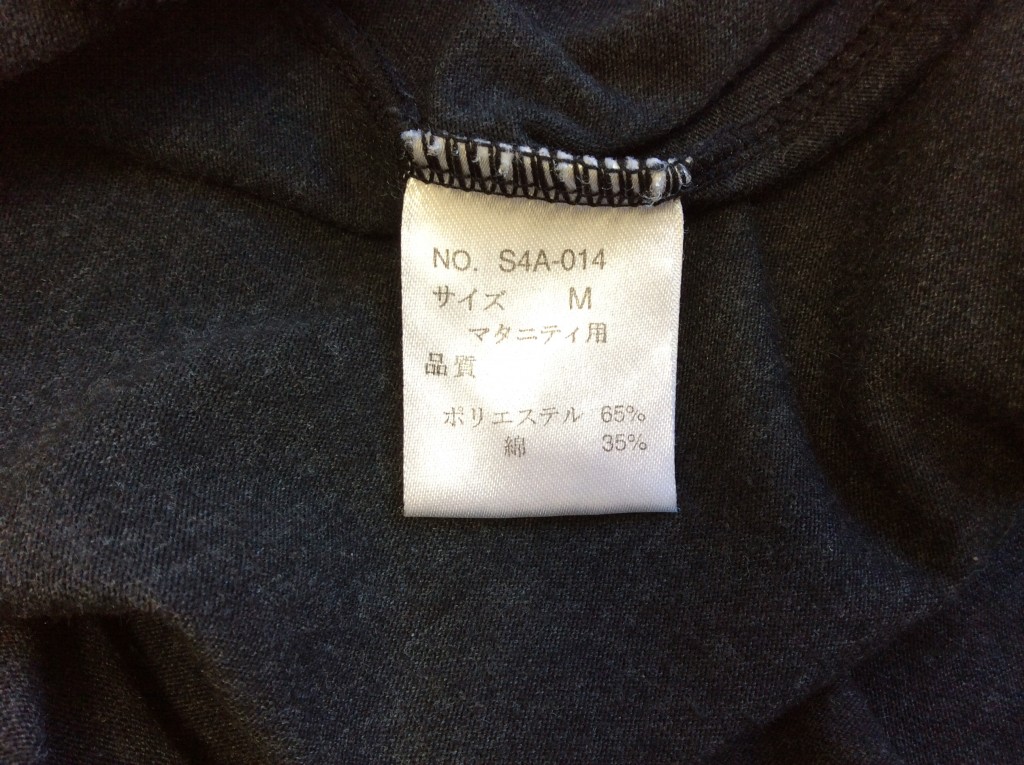 NO. S4A-014
サイズ M
マタニティ用
品質
ポリエステル 65%
綿 35%